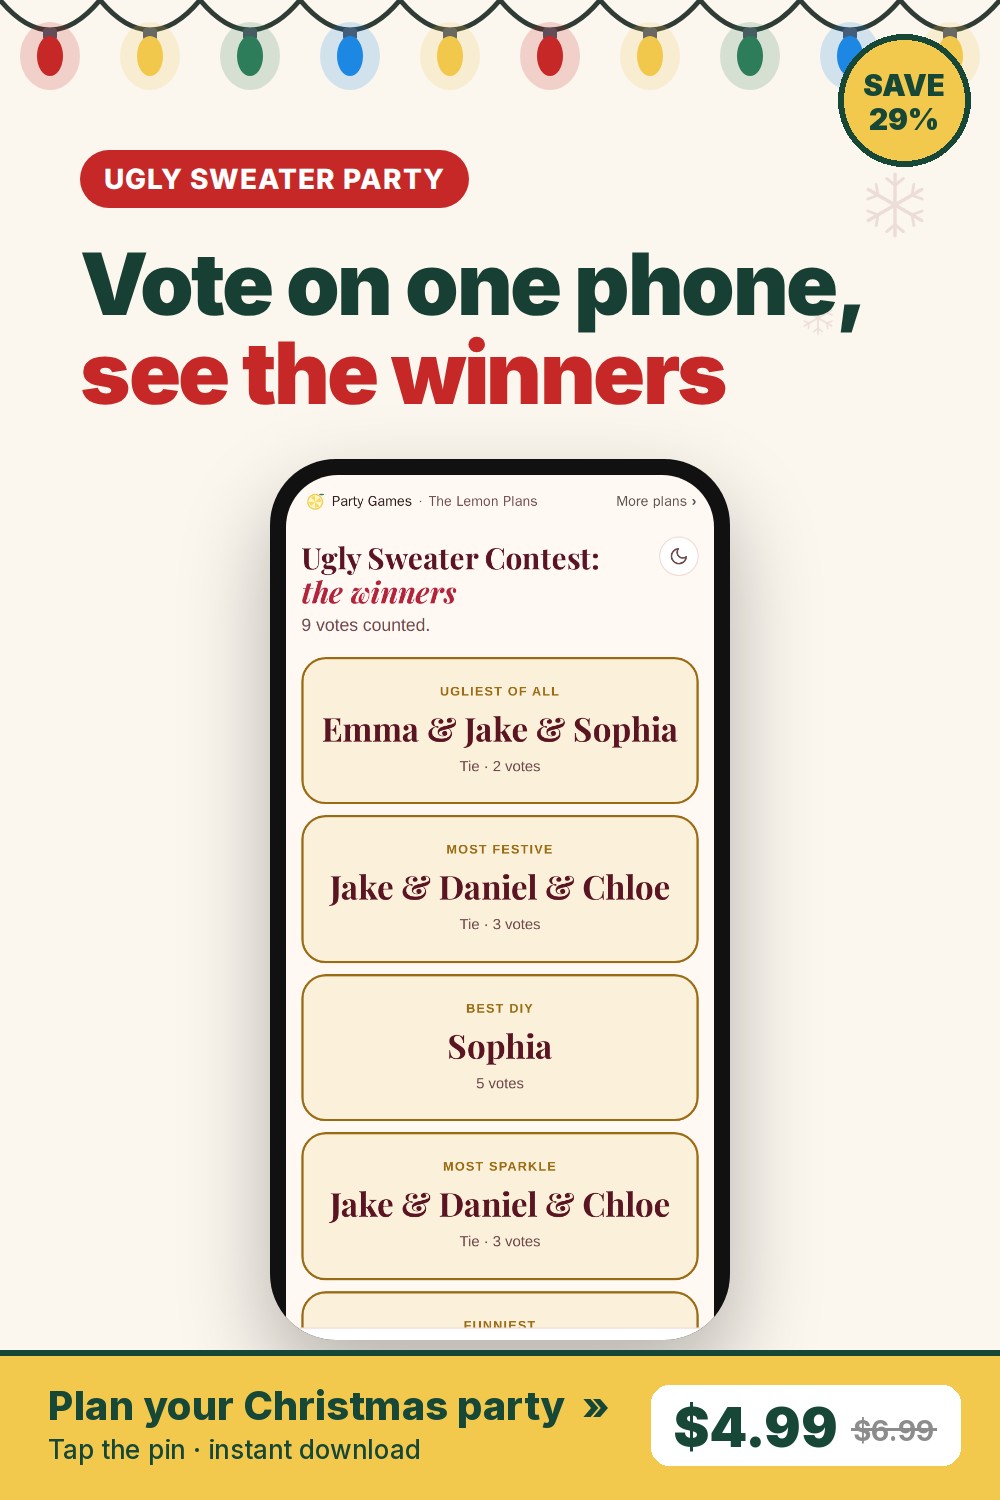 SAVE
29%
UGLY SWEATER PARTY
Vote on one phone,
see the winners
Party Games · The Lemon Plans
More plans ›
Ugly Sweater Contest:
the winners
9 votes counted.
UGLIEST OF ALL
Emma & Jake & Sophia
Tie · 2 votes
MOST FESTIVE
Jake & Daniel & Chloe
Tie · 3 votes
BEST DIY
Sophia
5 votes
MOST SPARKLE
Jake & Daniel & Chloe
Tie · 3 votes
FUNNIEST
Plan your Christmas party »
Tap the pin · instant download
$4.99 $6.99